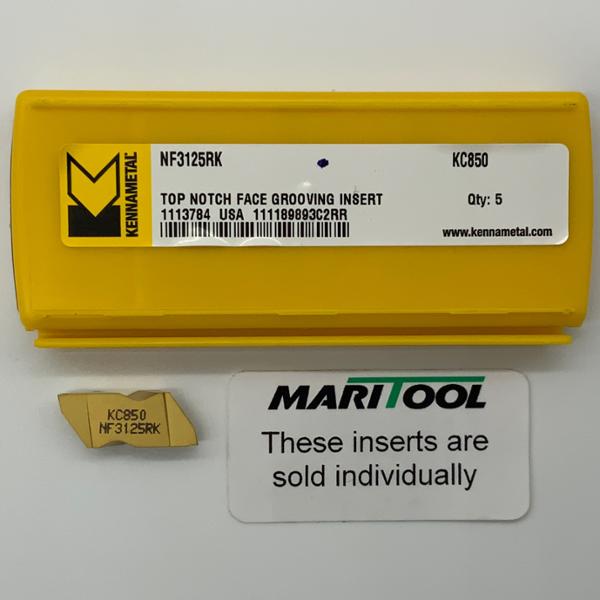 KENNAMETAL
NF3125RK KC850
TOP NOTCH FACE GROOVING INSERT Qty: 5
1113784 USA 111189893C2RR
www.kennametal.com
KC850
NF3125RK
MARITOOL
These inserts are
sold individually